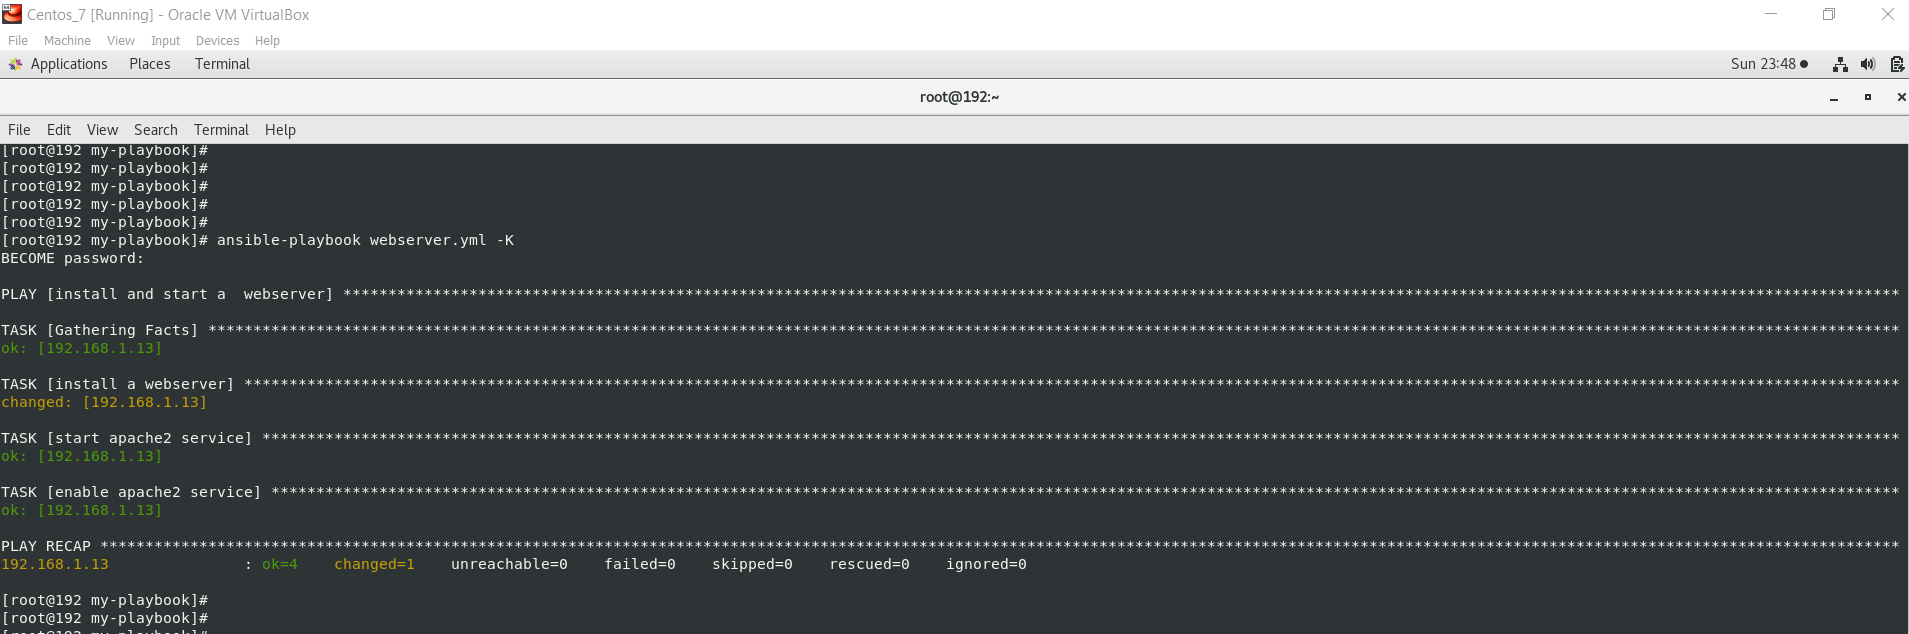 Centos_7 [Running] - Oracle VM VirtualBox
File Machine View Input Devices Help
Applications Places Terminal Sun 23:48
root@192:~
File Edit View Search Terminal Help
[root@192 my-playbook]#
[root@192 my-playbook]#
[root@192 my-playbook]#
[root@192 my-playbook]#
[root@192 my-playbook]#
[root@192 my-playbook]# ansible-playbook webserver.yml -K
BECOME password:
PLAY [install and start a  webserver] ****************************************************************************************************************************************************************************
TASK [Gathering Facts] *******************************************************************************************************************************************************************************************
ok: [192.168.1.13]
TASK [install a webserver] ***************************************************************************************************************************************************************************************
changed: [192.168.1.13]
TASK [start apache2 service] *************************************************************************************************************************************************************************************
ok: [192.168.1.13]
TASK [enable apache2 service] ************************************************************************************************************************************************************************************
ok: [192.168.1.13]
PLAY RECAP *******************************************************************************************************************************************************************************************************
192.168.1.13               : ok=4    changed=1    unreachable=0    failed=0    skipped=0    rescued=0    ignored=0
[root@192 my-playbook]#
[root@192 my-playbook]#
[root@192 my-playbook]#